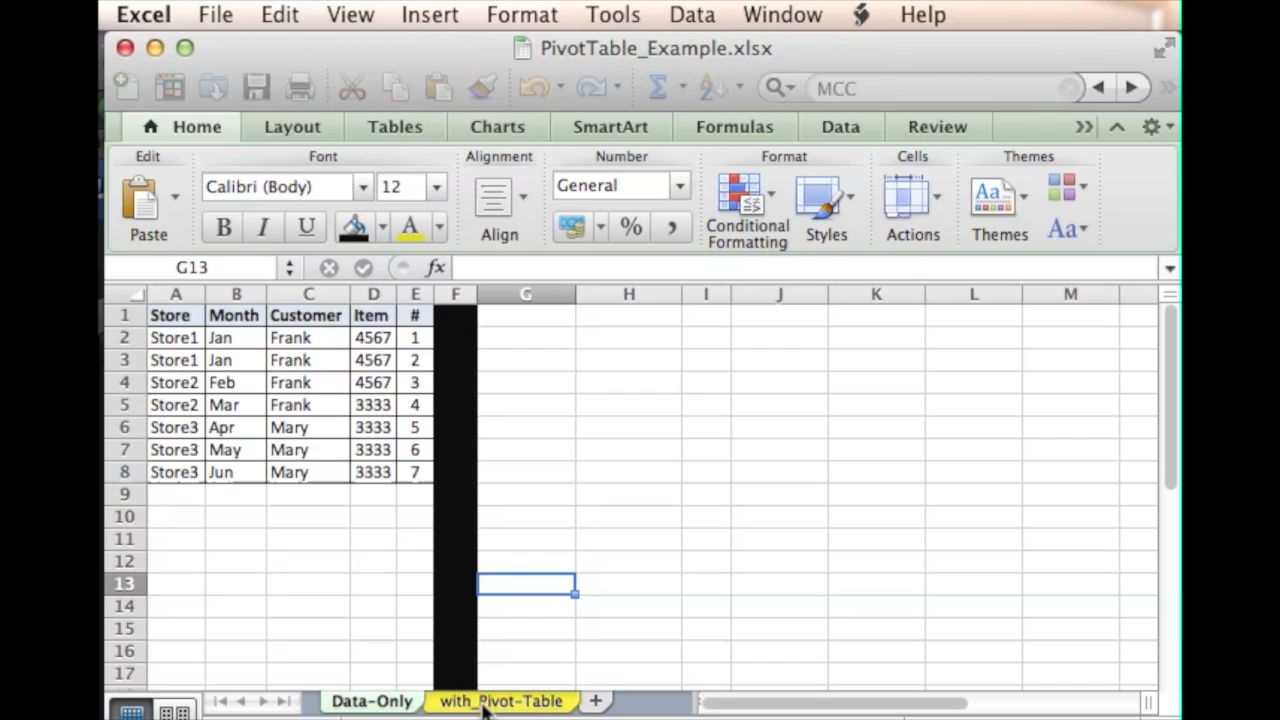 Excel File Edit View Insert Format Tools Data Window Help
PivotTable_Example.xlsx
MCC
Home Layout Tables Charts SmartArt Formulas Data Review
Edit Font Alignment Number Format Cells Themes
Calibri (Body) 12 General
Paste B I U A Align % , Conditional Formatting Styles Actions Aa Themes Aa
G13 fx
A B C D E F G H I J K L M
1 Store Month Customer Item #
2 Store1 Jan Frank 4567 1
3 Store1 Jan Frank 4567 2
4 Store2 Feb Frank 4567 3
5 Store2 Mar Frank 3333 4
6 Store3 Apr Mary 3333 5
7 Store3 May Mary 3333 6
8 Store3 Jun Mary 3333 7
9
10
11
12
13
14
15
16
17
Data-Only with_Pivot-Table +